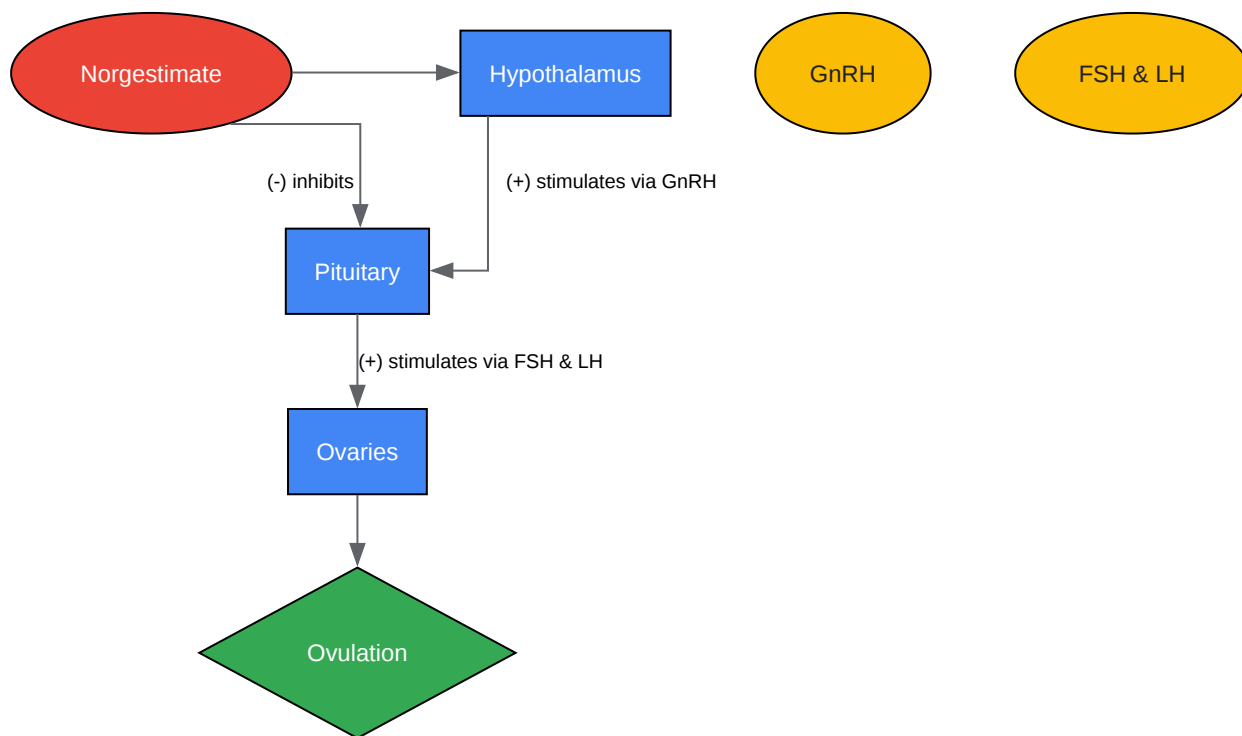 Norgestimate
Hypothalamus
GnRH
FSH & LH
(-) inhibits
(+) stimulates via GnRH
Pituitary
(+) stimulates via FSH & LH
Ovaries
Ovulation